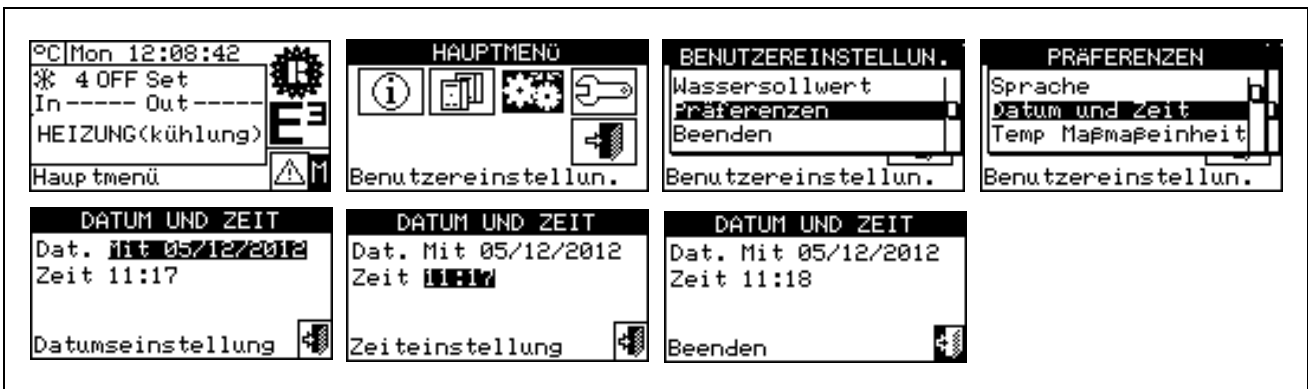 °C Mon 12:08:42
4 OFF Set
In ----- Out -----
HEIZUNG(kühlung)
E³
Hauptmenü
M
HAUPTMENÜ
Benutzereinstellun.
BENUTZEREINSTELLUN.
Wassersollwert
Präferenzen
Beenden
Benutzereinstellun.
PRÄFERENZEN
Sprache
Datum und Zeit
Temp Maßmaßeinheit
Benutzereinstellun.
DATUM UND ZEIT
Dat. Mit 05/12/2012
Zeit 11:17
Datumseinstellung
DATUM UND ZEIT
Dat. Mit 05/12/2012
Zeit 11:17
Zeiteinstellung
DATUM UND ZEIT
Dat. Mit 05/12/2012
Zeit 11:18
Beenden